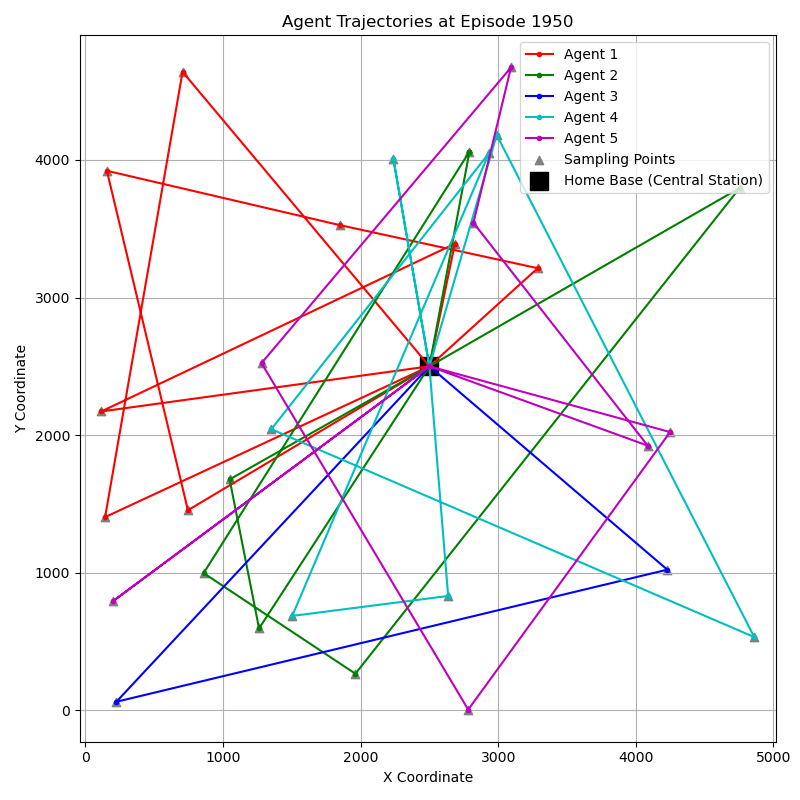 Agent Trajectories at Episode 1950
Agent 1
Agent 2
Agent 3
Agent 4
Agent 5
Sampling Points
Home Base (Central Station)
Y Coordinate
4000
3000
2000
1000
0
0 1000 2000 3000 4000 5000
X Coordinate